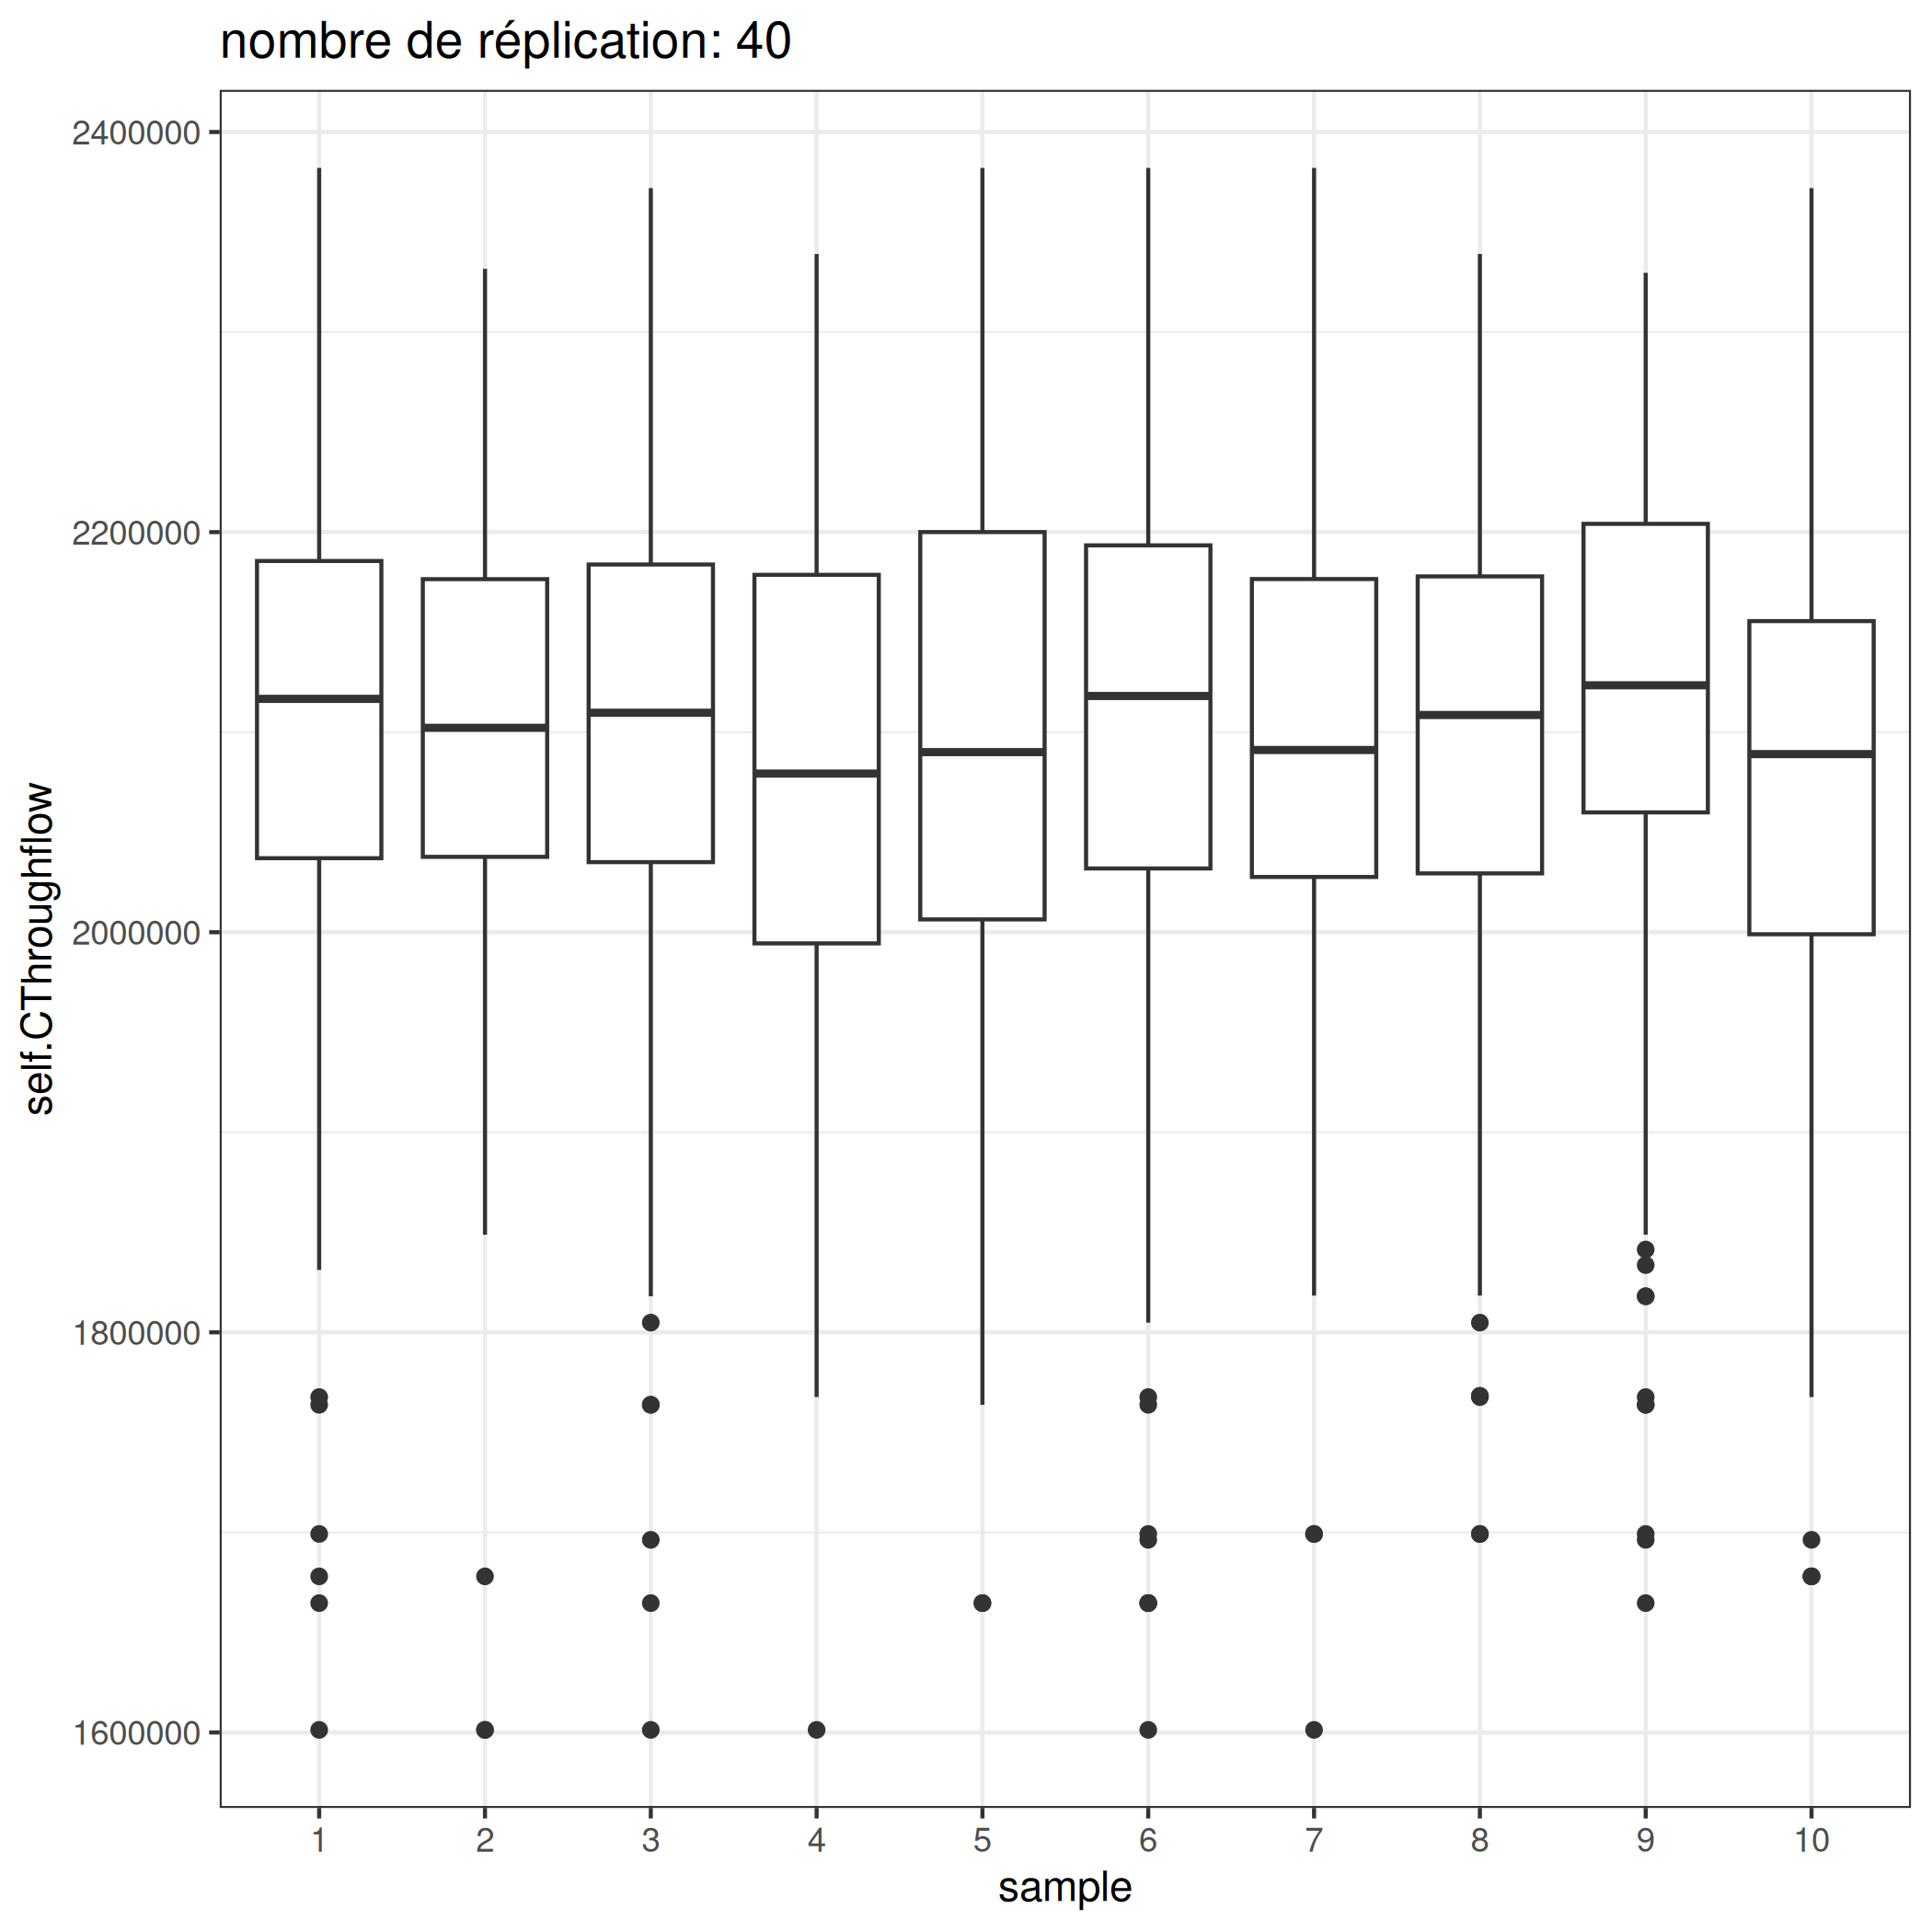 nombre de réplication: 40
2400000
2200000
2000000
1800000
1600000
self.CThroughflow
1 2 3 4 5 6 7 8 9 10
sample